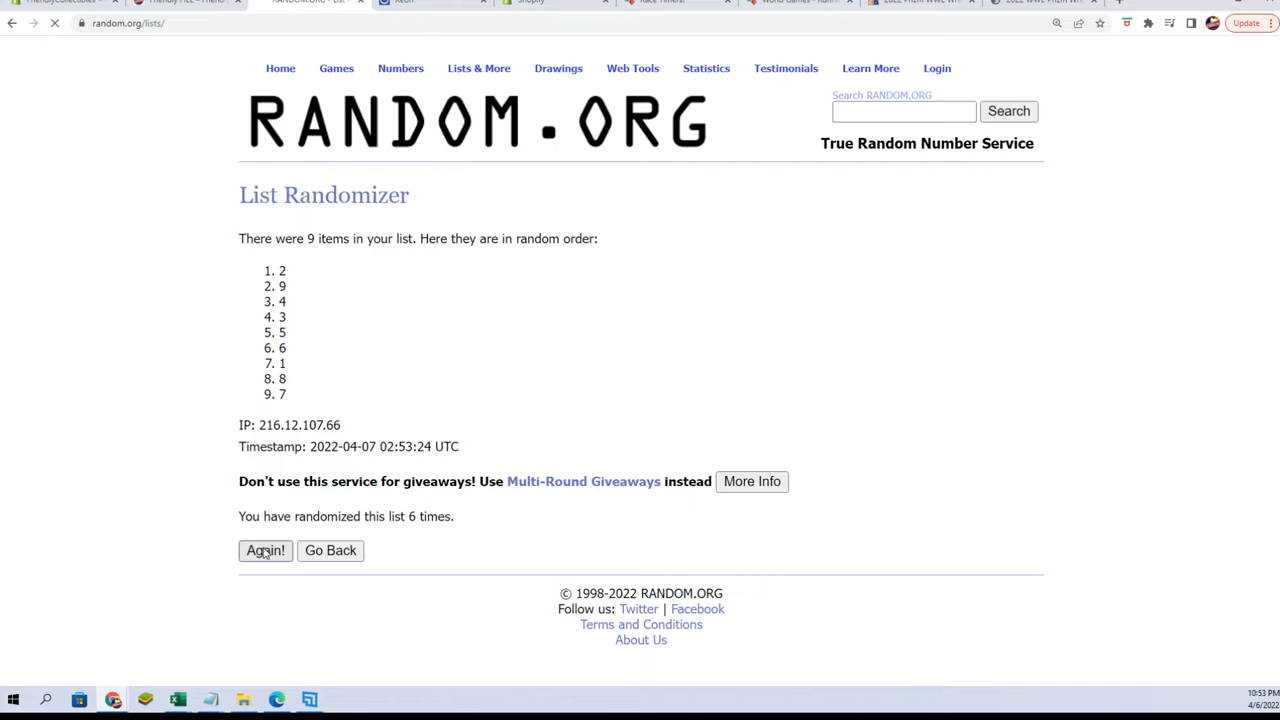 RANDOM.ORG - List
Shopify
random.org/lists/
Update
Home Games Numbers Lists & More Drawings Web Tools Statistics Testimonials Learn More Login
RANDOM.ORG
Search RANDOM.ORG
Search
True Random Number Service
List Randomizer
There were 9 items in your list. Here they are in random order:
1. 2
2. 9
3. 4
4. 3
5. 5
6. 6
7. 1
8. 8
9. 7
IP: 216.12.107.66
Timestamp: 2022-04-07 02:53:24 UTC
Don't use this service for giveaways! Use Multi-Round Giveaways instead More Info
You have randomized this list 6 times.
Again! Go Back
© 1998-2022 RANDOM.ORG
Follow us: Twitter | Facebook
Terms and Conditions
About Us
10:53 PM
4/6/2022